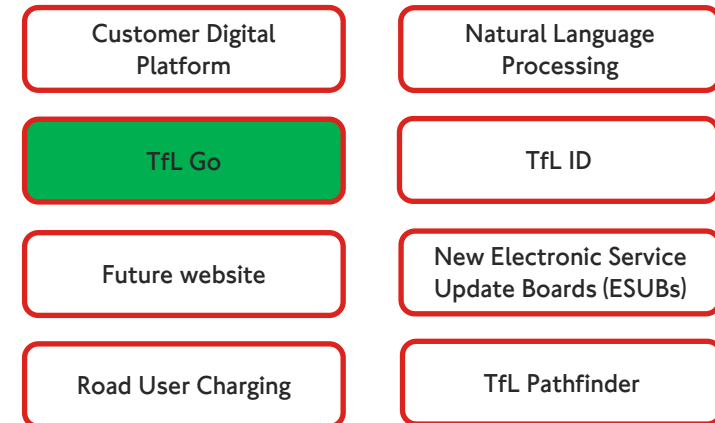 Customer Digital
Platform
Natural Language
Processing
TfL Go
TfL ID
Future website
New Electronic Service
Update Boards (ESUBs)
Road User Charging
TfL Pathfinder